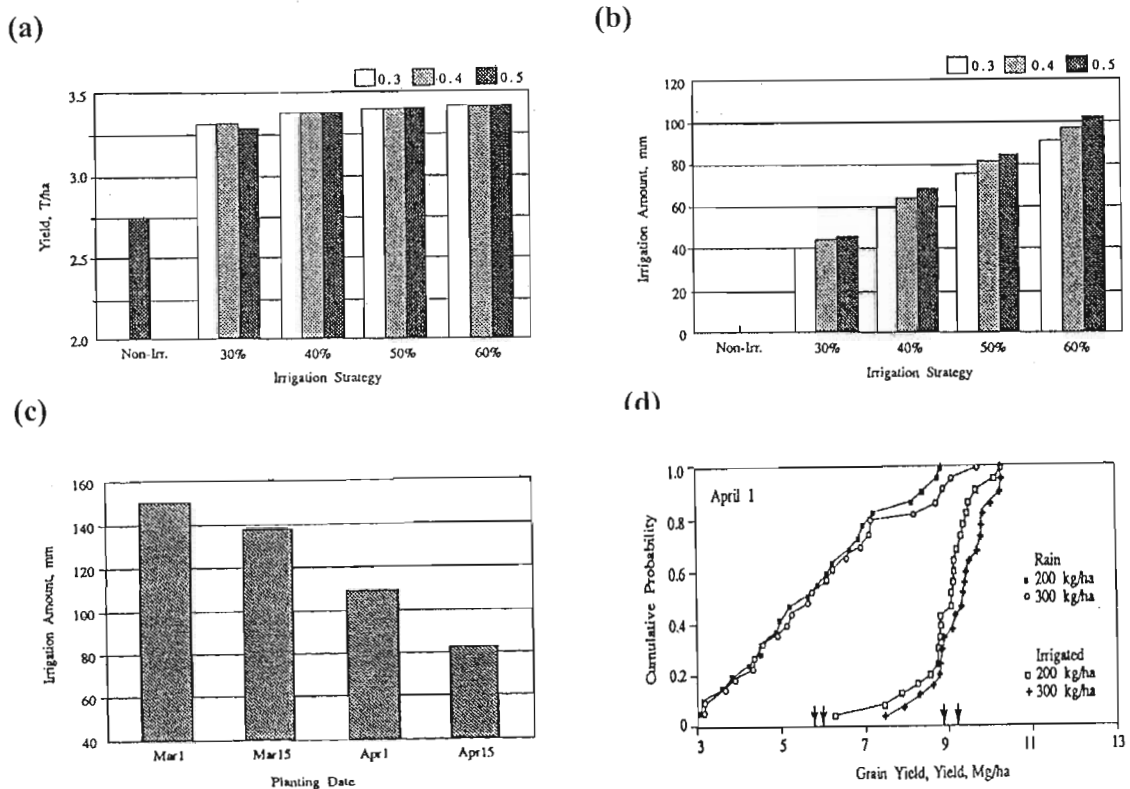 (a)
0.3 0.4 0.5
3.5
3.0
2.5
2.0
Yield, T/ha
Non-Irr. 30% 40% 50% 60%
Irrigation Strategy
(b)
0.3 0.4 0.5
120
100
80
60
40
20
0
Irrigation Amount, mm
Non-Irr. 30% 40% 50% 60%
Irrigation Strategy
(c)
160
140
120
100
80
60
40
Irrigation Amount, mm
Mar1 Mar15 Apr1 Apr15
Planting Date
(d)
1.0
0.8
0.6
0.4
0.2
0
Cumulative Probability
April 1
Rain
200 kg/ha
300 kg/ha
Irrigated
200 kg/ha
300 kg/ha
3 5 7 9 11 13
Grain Yield, Yield, Mg/ha